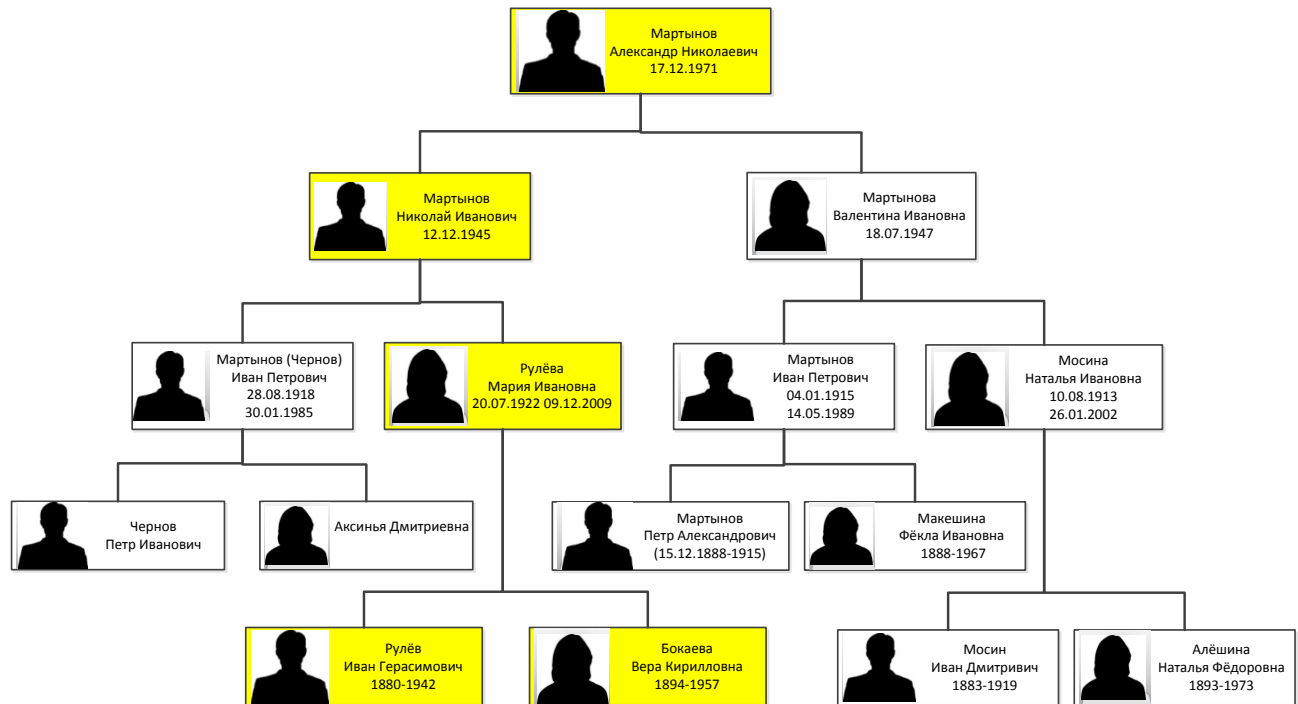 Мартынов
Александр Николаевич
17.12.1971
Мартынов
Николай Иванович
12.12.1945
Мартынова
Валентина Ивановна
18.07.1947
Мартынов (Чернов)
Иван Петрович
28.08.1918
30.01.1985
Рулёва
Мария Ивановна
20.07.1922 09.12.2009
Мартынов
Иван Петрович
04.01.1915
14.05.1989
Мосина
Наталья Ивановна
10.08.1913
26.01.2002
Чернов
Петр Иванович
Аксинья Дмитриевна
Мартынов
Петр Александрович
(15.12.1888-1915)
Макешина
Фёкла Ивановна
1888-1967
Рулёв
Иван Герасимович
1880-1942
Бокаева
Вера Кирилловна
1894-1957
Мосин
Иван Дмитривич
1883-1919
Алёшина
Наталья Фёдоровна
1893-1973